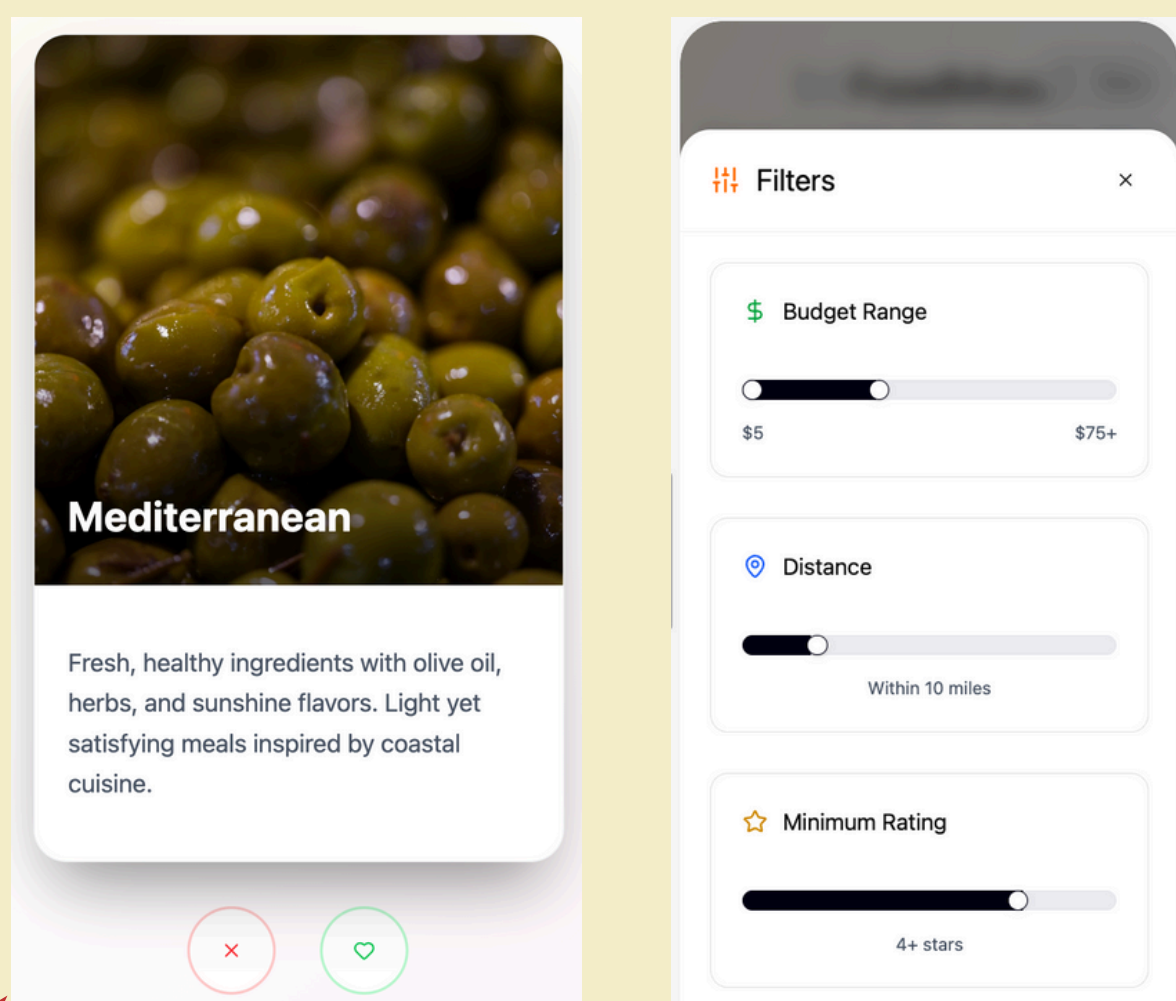 Mediterranean
Fresh, healthy ingredients with olive oil,
herbs, and sunshine flavors. Light yet
satisfying meals inspired by coastal
cuisine.
Filters
Budget Range
$5 $75+
Distance
Within 10 miles
Minimum Rating
4+ stars